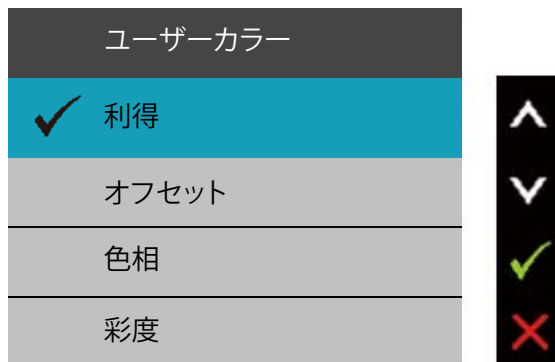 ユーザーカラー
利得
オフセット
色相
彩度